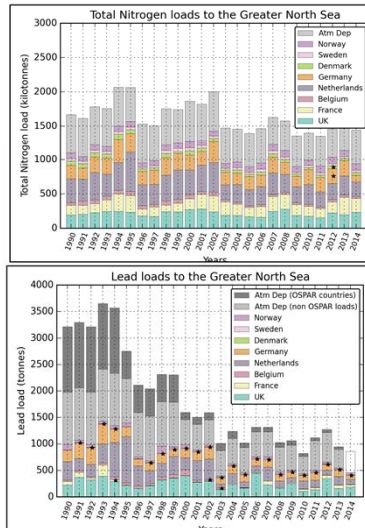 Total Nitrogen loads to the Greater North Sea
Total Nitrogen load (kilotonnes)
3000
2500
2000
1500
1000
500
0
Atm Dep
Norway
Sweden
Denmark
Germany
Netherlands
Belgium
France
UK
1990
1991
1992
1993
1994
1995
1996
1997
1998
1999
2000
2001
2002
2003
2004
2005
2006
2007
2008
2009
2010
2011
2012
2013
2014
Years
Lead loads to the Greater North Sea
Lead load (tonnes)
4000
3500
3000
2500
2000
1500
1000
500
0
Atm Dep (OSPAR countries)
Atm Dep (non OSPAR loads)
Norway
Sweden
Denmark
Germany
Netherlands
Belgium
France
UK
1990
1991
1992
1993
1994
1995
1996
1997
1998
1999
2000
2001
2002
2003
2004
2005
2006
2007
2008
2009
2010
2011
2012
2013
2014
Years